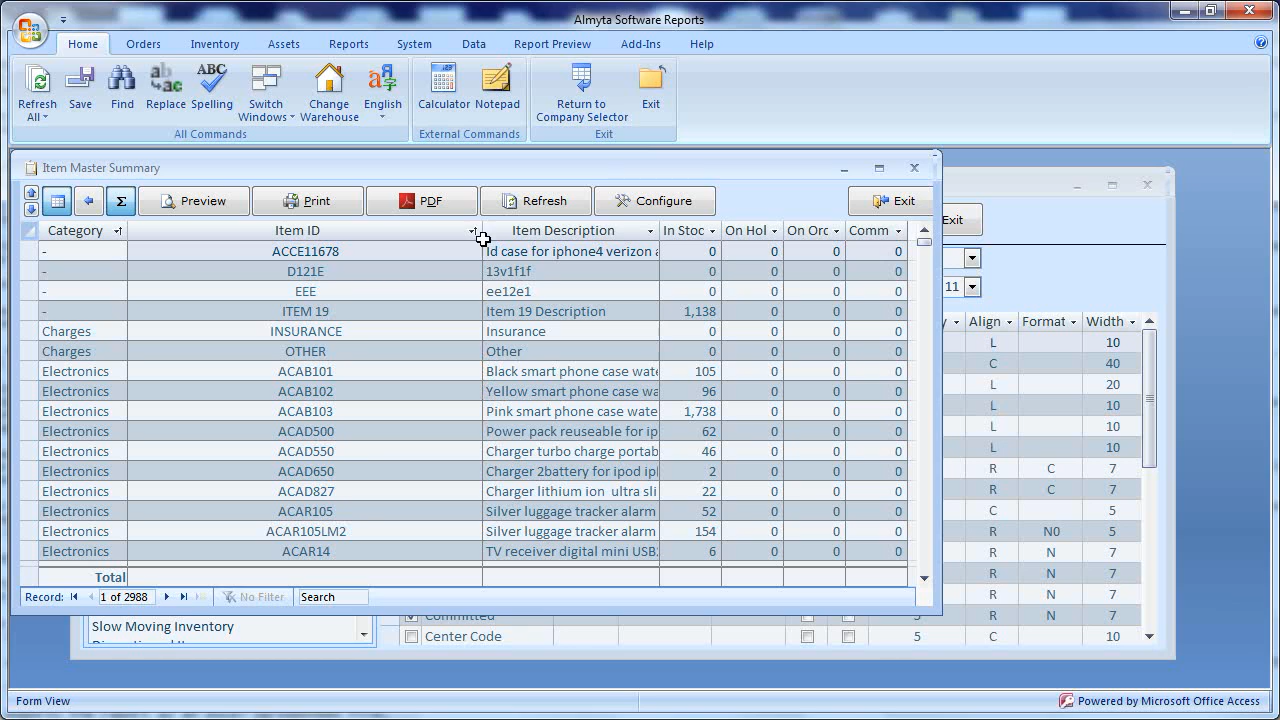 Almyta Software Reports
Home Orders Inventory Assets Reports System Data Report Preview Add-Ins Help
Refresh All Save Find Replace Spelling Switch Windows Change Warehouse English Calculator Notepad Return to Company Selector Exit
All Commands External Commands Exit
Item Master Summary
Preview Print PDF Refresh Configure Exit Exit
Category Item ID Item Description In Stoc On Hol On Orc Comm
- ACCE11678 Id case for iphone4 verizon 0 0 0 0
- D121E 13v1f1f 0 0 0 0
- EEE ee12e1 0 0 0 0 11
- ITEM 19 Item 19 Description 1,138 0 0 0
y Align Format Width
Charges INSURANCE Insurance 0 0 0 0
L 10
Charges OTHER Other 0 0 0 0
C 40
Electronics ACAB101 Black smart phone case wate 105 0 0 0
L 20
Electronics ACAB102 Yellow smart phone case wa 96 0 0 0
L 10
Electronics ACAB103 Pink smart phone case wate 1,738 0 0 0
L 10
Electronics ACAD500 Power pack reuseable for ip 62 0 0 0
L 10
Electronics ACAD550 Charger turbo charge portab 46 0 0 0
R C 7
Electronics ACAD650 Charger 2battery for ipod ipl 2 0 0 0
R C 7
Electronics ACAD827 Charger lithium ion ultra sli 22 0 0 0
C 5
Electronics ACAR105 Silver luggage tracker alarm 52 0 0 0
R N0 5
Electronics ACAR105LM2 Silver luggage tracker alarm 154 0 0 0
R N 7
Electronics ACAR14 TV receiver digital mini USB 6 0 0 0
R N 7
Total
Record: 1 of 2988 No Filter Search
R N 7
Committed 5 R N 7
Slow Moving Inventory
Center Code 5 C 10
Form View Powered by Microsoft Office Access